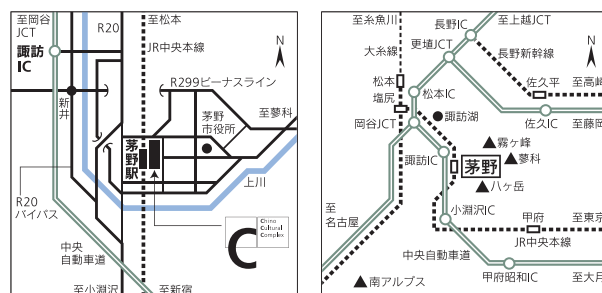 至岡谷
JCT
R20
至松本
諏訪
IC
JR中央本線
N
R299ビーナスライン
新井
茅野
市役所
至蓼科
茅野駅
上川
R20
バイパス
C
Chino
Cultural
Complex
中央
自動車道
至小淵沢
至新宿
至糸魚川
長野IC
至上越JCT
大糸線
更埴JCT
長野新幹線
N
松本
佐久平
至高崎
塩尻
松本IC
岡谷JCT
諏訪湖
佐久IC
至藤岡
霧ヶ峰
諏訪IC
茅野
蓼科
八ヶ岳
至
名古屋
小淵沢IC
甲府
至東京
JR中央本線
中央自動車道
南アルプス
甲府昭和IC
至大月